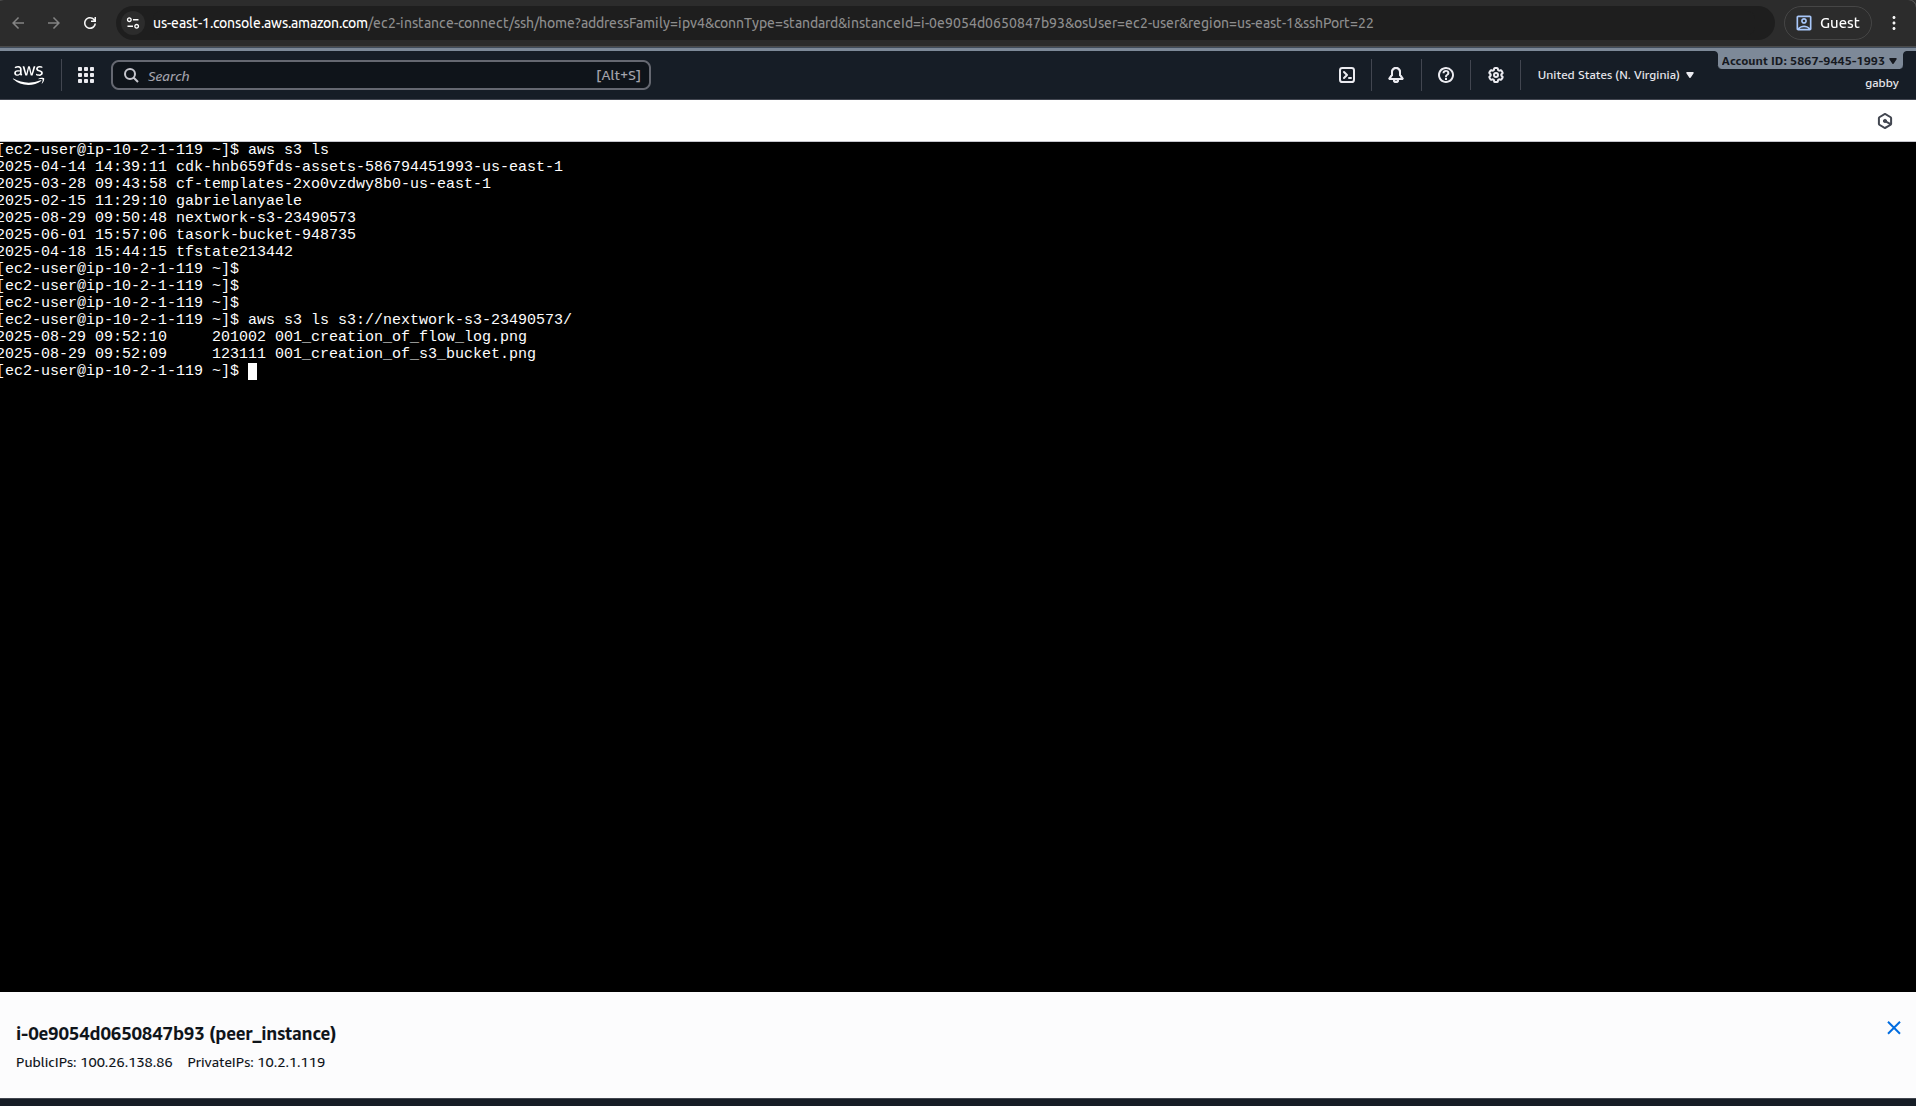 us-east-1.console.aws.amazon.com/ec2-instance-connect/ssh/home?addressFamily=ipv4&connType=standard&instanceId=i-0e9054d0650847b93&osUser=ec2-user&region=us-east-1&sshPort=22
Guest
aws
Search
[Alt+S]
United States (N. Virginia)
Account ID: 5867-9445-1993
gabby
[ec2-user@ip-10-2-1-119 ~]$ aws s3 ls
2025-04-14 14:39:11 cdk-hnb659fds-assets-586794451993-us-east-1
2025-03-28 09:43:58 cf-templates-2xo0vzdwy8b0-us-east-1
2025-02-15 11:29:10 gabrielanyaele
2025-08-29 09:50:48 nextwork-s3-23490573
2025-06-01 15:57:06 tasork-bucket-948735
2025-04-18 15:44:15 tfstate213442
[ec2-user@ip-10-2-1-119 ~]$
[ec2-user@ip-10-2-1-119 ~]$
[ec2-user@ip-10-2-1-119 ~]$
[ec2-user@ip-10-2-1-119 ~]$ aws s3 ls s3://nextwork-s3-23490573/
2025-08-29 09:52:10     201002 001_creation_of_flow_log.png
2025-08-29 09:52:09     123111 001_creation_of_s3_bucket.png
[ec2-user@ip-10-2-1-119 ~]$
i-0e9054d0650847b93 (peer_instance)
PublicIPs: 100.26.138.86 PrivateIPs: 10.2.1.119